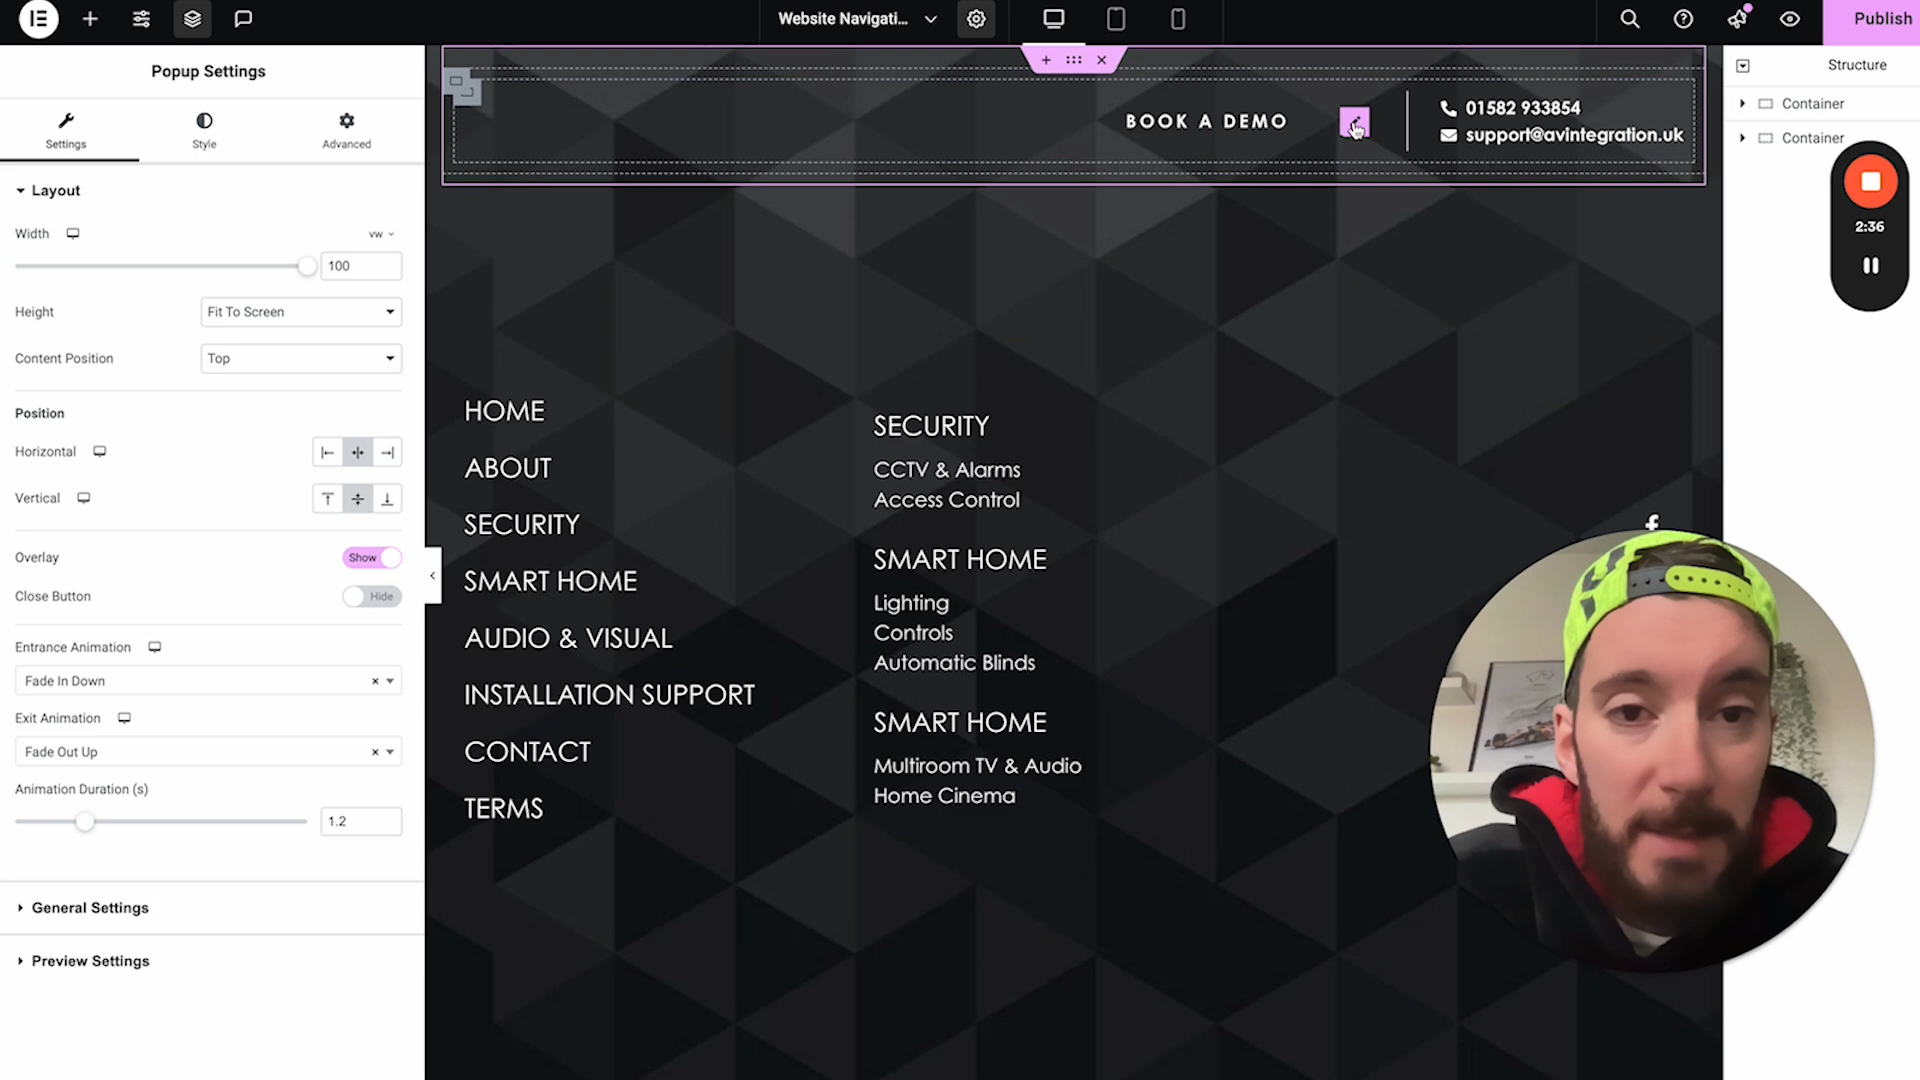 Website Navigati...
Publish
Popup Settings
Structure
Settings
Style
Advanced
Container
Container
BOOK A DEMO
01582 933854
support@avintegration.uk
2:36
Layout
Width
vw
100
Height
Fit To Screen
Content Position
Top
Position
Horizontal
Vertical
Overlay
Show
Close Button
Hide
Entrance Animation
Fade In Down
Exit Animation
Fade Out Up
Animation Duration (s)
1.2
General Settings
Preview Settings
HOME
ABOUT
SECURITY
SMART HOME
AUDIO & VISUAL
INSTALLATION SUPPORT
CONTACT
TERMS
SECURITY
CCTV & Alarms
Access Control
SMART HOME
Lighting
Controls
Automatic Blinds
SMART HOME
Multiroom TV & Audio
Home Cinema